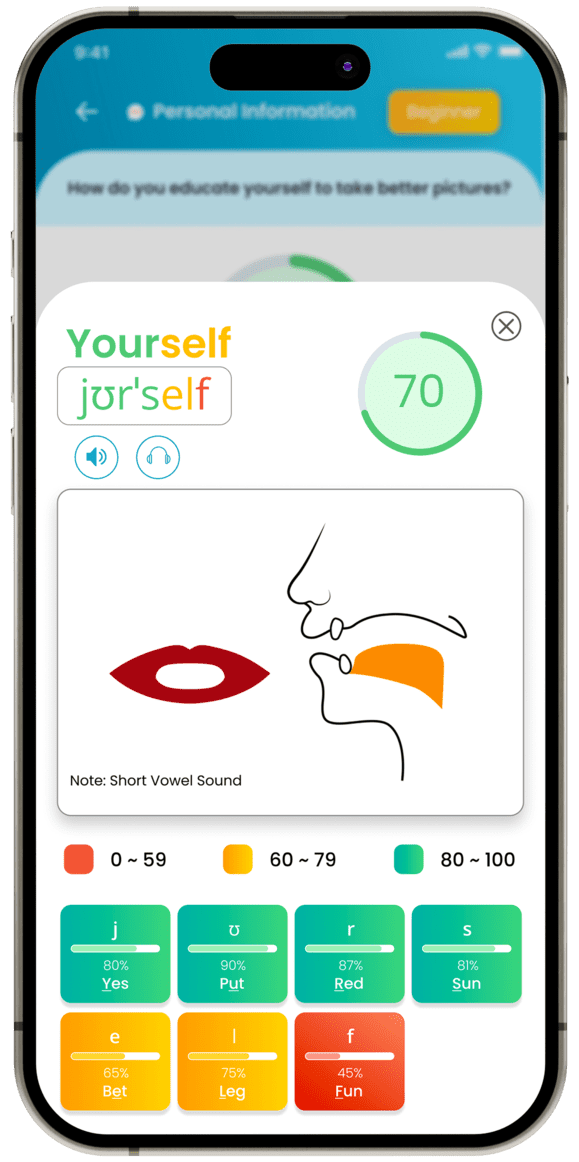 9:41
Personal Information
Beginner
How do you educate yourself to take better pictures?
Yourself
jʊr'self
70
Note: Short Vowel Sound
0 ~ 59
60 ~ 79
80 ~ 100
j
ʊ
r
s
80%
90%
87%
81%
Yes
Put
Red
Sun
e
l
f
65%
75%
45%
Bet
Leg
Fun